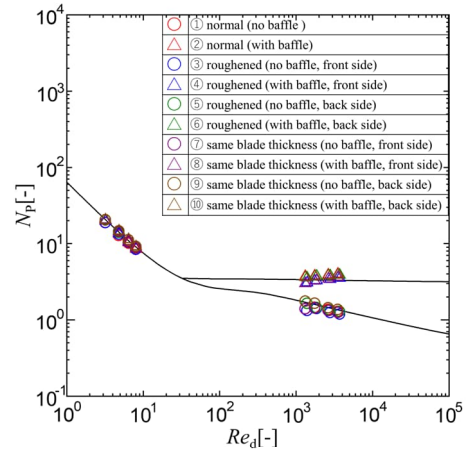 10⁴
① normal (no baffle )
② normal (with baffle)
③ roughened (no baffle, front side)
④ roughened (with baffle, front side)
⑤ roughened (no baffle, back side)
⑥ roughened (with baffle, back side)
⑦ same blade thickness (no baffle, front side)
⑧ same blade thickness (with baffle, front side)
⑨ same blade thickness (no baffle, back side)
⑩ same blade thickness (with baffle, back side)
10³
10²
N_P[-]
10¹
10⁰
10⁻¹
10⁰ 10¹ 10² 10³ 10⁴ 10⁵
Re_d[-]